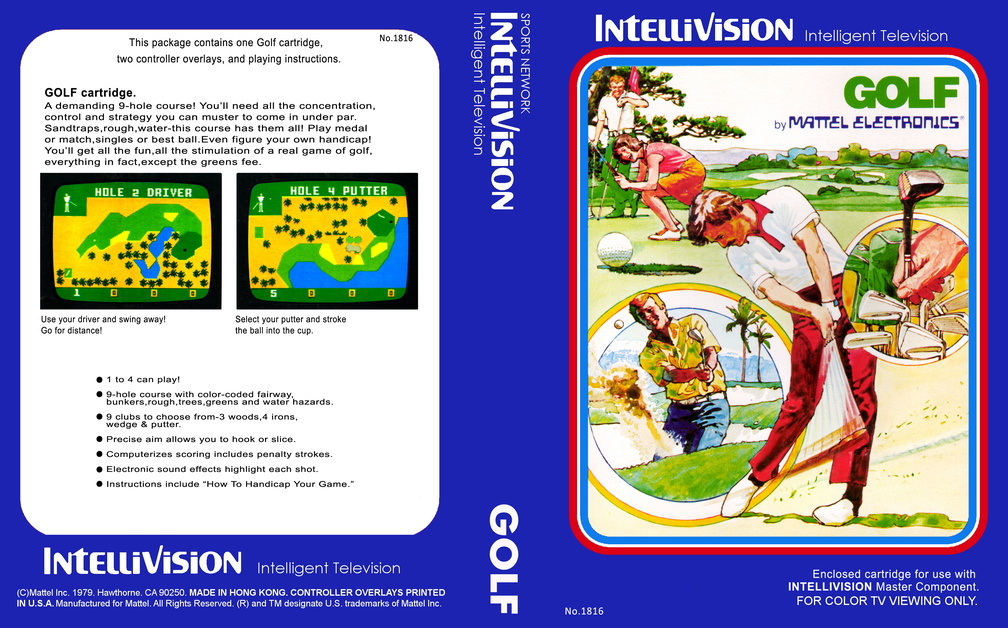 This package contains one Golf cartridge,
No.1816
two controller overlays, and playing instructions.
GOLF cartridge.
A demanding 9-hole course! You'll need all the concentration,
control and strategy you can muster to come in under par.
Sandtraps,rough,water-this course has them all! Play medal
or match,singles or best ball.Even figure your own handicap!
You'll get all the fun,all the stimulation of a real game of golf,
everything in fact,except the greens fee.
HOLE 2 DRIVER
1 0 0 0
HOLE 4 PUTTER
5 0 0 0
Use your driver and swing away!
Go for distance!
Select your putter and stroke
the ball into the cup.
● 1 to 4 can play!
● 9-hole course with color-coded fairway,
bunkers,rough,trees,greens and water hazards.
● 9 clubs to choose from-3 woods,4 irons,
wedge & putter.
● Precise aim allows you to hook or slice.
● Computerizes scoring includes penalty strokes.
● Electronic sound effects highlight each shot.
● Instructions include “How To Handicap Your Game.”
INTELLIVISION Intelligent Television
(C)Mattel Inc. 1979. Hawthorne. CA 90250. MADE IN HONG KONG. CONTROLLER OVERLAYS PRINTED
IN U.S.A. Manufactured for Mattel. All Rights Reserved. (R) and TM designate U.S. trademarks of Mattel Inc.
SPORTS NETWORK
INTELLIVISION
Intelligent Television
GOLF
INTELLIVISION Intelligent Television
GOLF
by MATTEL ELECTRONICS®
Enclosed cartridge for use with
INTELLIVISION Master Component.
FOR COLOR TV VIEWING ONLY.
No.1816